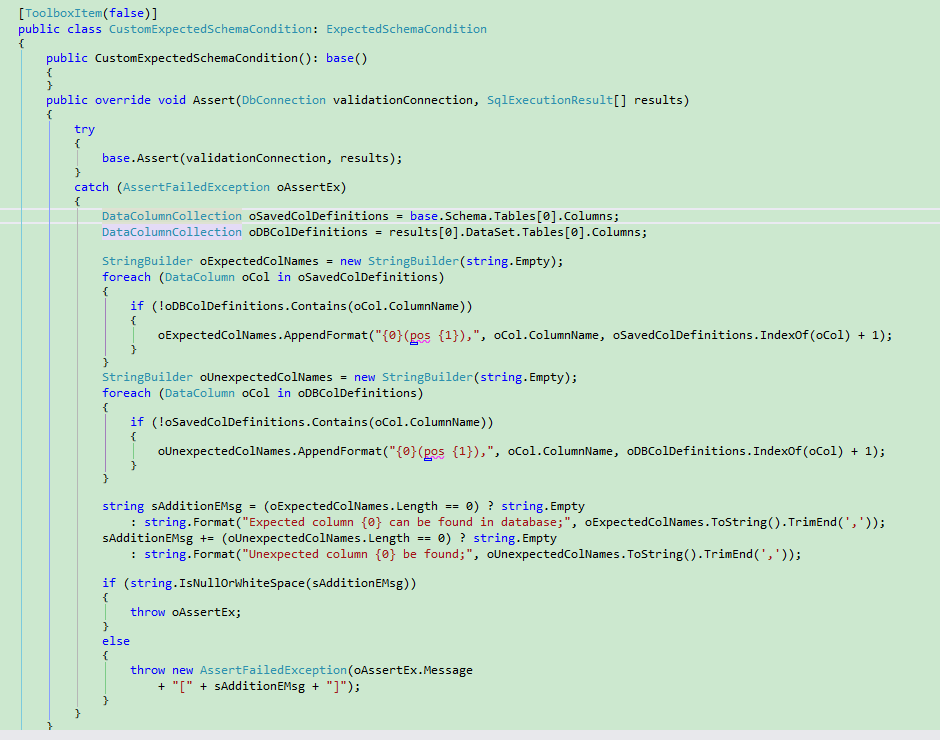 [ToolboxItem(false)]
public class CustomExpectedSchemaCondition: ExpectedSchemaCondition
{
public CustomExpectedSchemaCondition(): base()
{
}
public override void Assert(DbConnection validationConnection, SqlExecutionResult[] results)
{
try
{
base.Assert(validationConnection, results);
}
catch (AssertFailedException oAssertEx)
{
DataColumnCollection oSavedColDefinitions = base.Schema.Tables[0].Columns;
DataColumnCollection oDBColDefinitions = results[0].DataSet.Tables[0].Columns;
StringBuilder oExpectedColNames = new StringBuilder(string.Empty);
foreach (DataColumn oCol in oSavedColDefinitions)
{
if (!oDBColDefinitions.Contains(oCol.ColumnName))
{
oExpectedColNames.AppendFormat("{0}(pos {1}),", oCol.ColumnName, oSavedColDefinitions.IndexOf(oCol) + 1);
}
}
StringBuilder oUnexpectedColNames = new StringBuilder(string.Empty);
foreach (DataColumn oCol in oDBColDefinitions)
{
if (!oSavedColDefinitions.Contains(oCol.ColumnName))
{
oUnexpectedColNames.AppendFormat("{0}(pos {1}),", oCol.ColumnName, oDBColDefinitions.IndexOf(oCol) + 1);
}
}
string sAdditionEMsg = (oExpectedColNames.Length == 0) ? string.Empty
: string.Format("Expected column {0} can be found in database;", oExpectedColNames.ToString().TrimEnd(','));
sAdditionEMsg += (oUnexpectedColNames.Length == 0) ? string.Empty
: string.Format("Unexpected column {0} be found;", oUnexpectedColNames.ToString().TrimEnd(','));
if (string.IsNullOrWhiteSpace(sAdditionEMsg))
{
throw oAssertEx;
}
else
{
throw new AssertFailedException(oAssertEx.Message
+ "[" + sAdditionEMsg + "]");
}
}
}